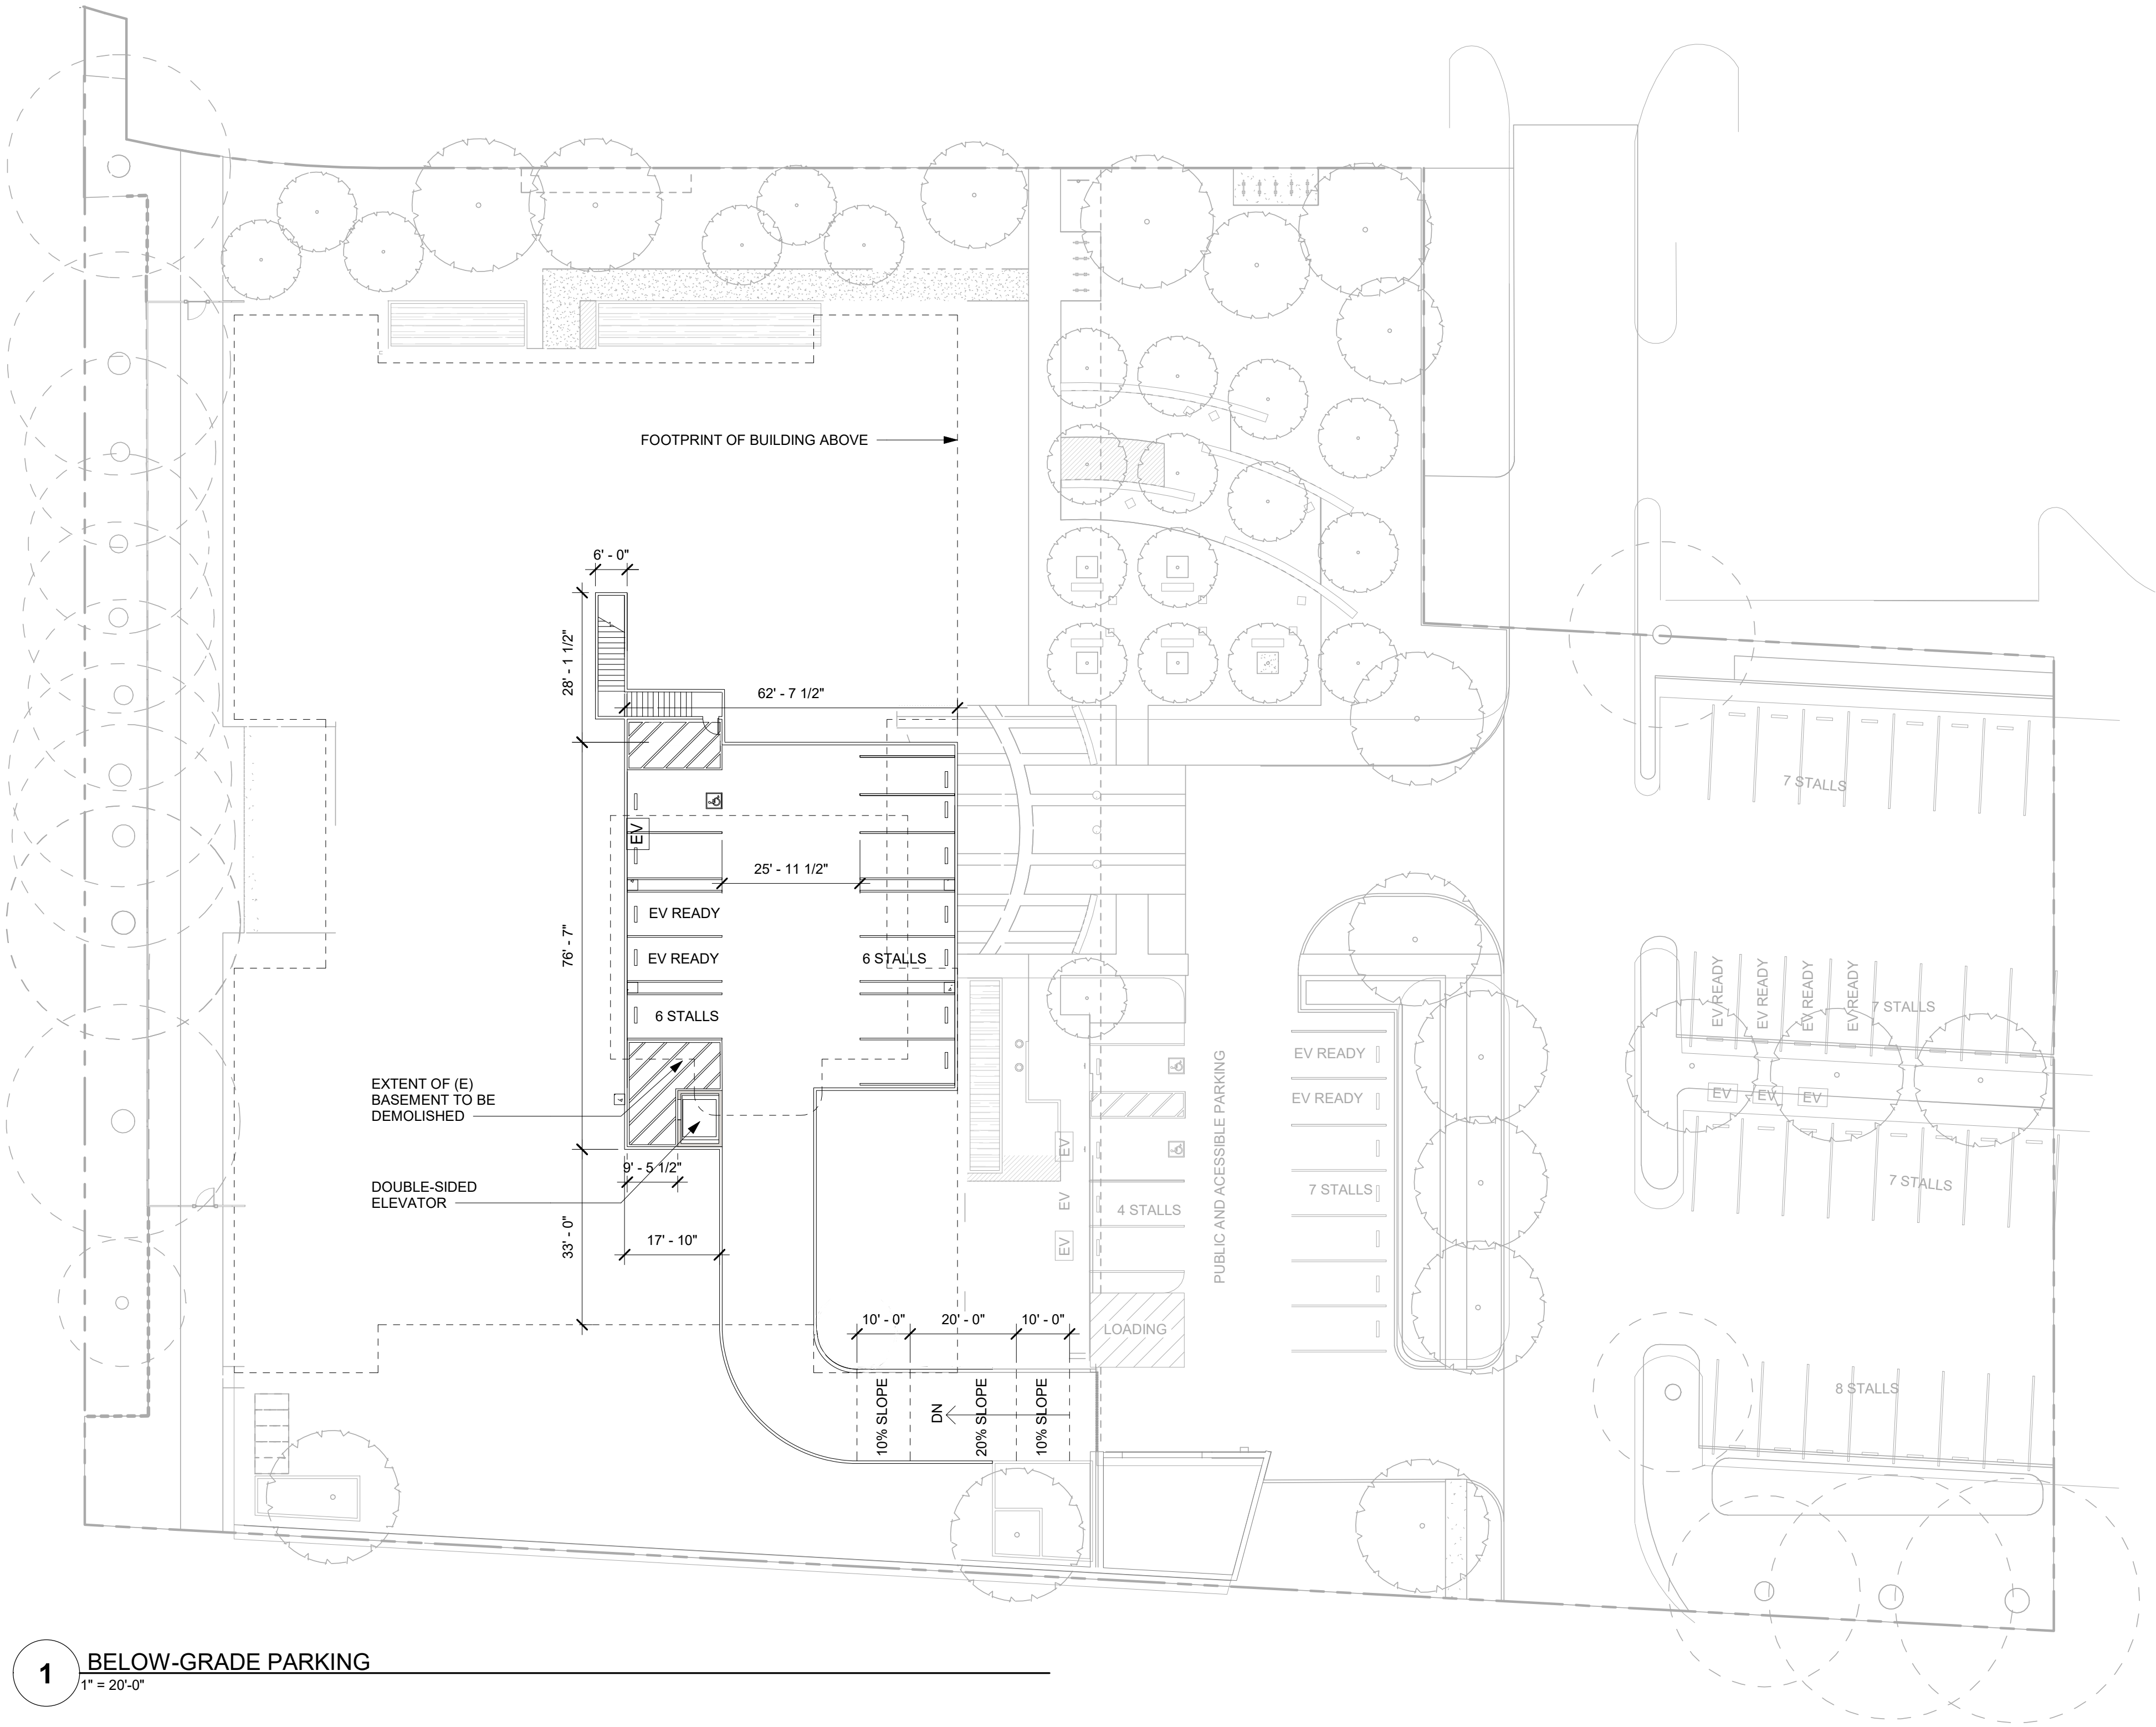 FOOTPRINT OF BUILDING ABOVE
6' - 0"
28' - 1 1/2"
62' - 7 1/2"
7 STALLS
EV
25' - 11 1/2"
EV READY
EV READY
6 STALLS
76' - 7"
6 STALLS
EV READY
EV READY
EV READY
EV READY
7 STALLS
EV READY
EV READY
EV
EV
EV
EXTENT OF (E)
BASEMENT TO BE
DEMOLISHED
PUBLIC AND ACESSIBLE PARKING
EV
EV
EV
9' - 5 1/2"
DOUBLE-SIDED
ELEVATOR
7 STALLS
7 STALLS
4 STALLS
33' - 0"
17' - 10"
10' - 0"
20' - 0"
10' - 0"
LOADING
10% SLOPE
DN
20% SLOPE
10% SLOPE
8 STALLS
1
BELOW-GRADE PARKING
1" = 20'-0"